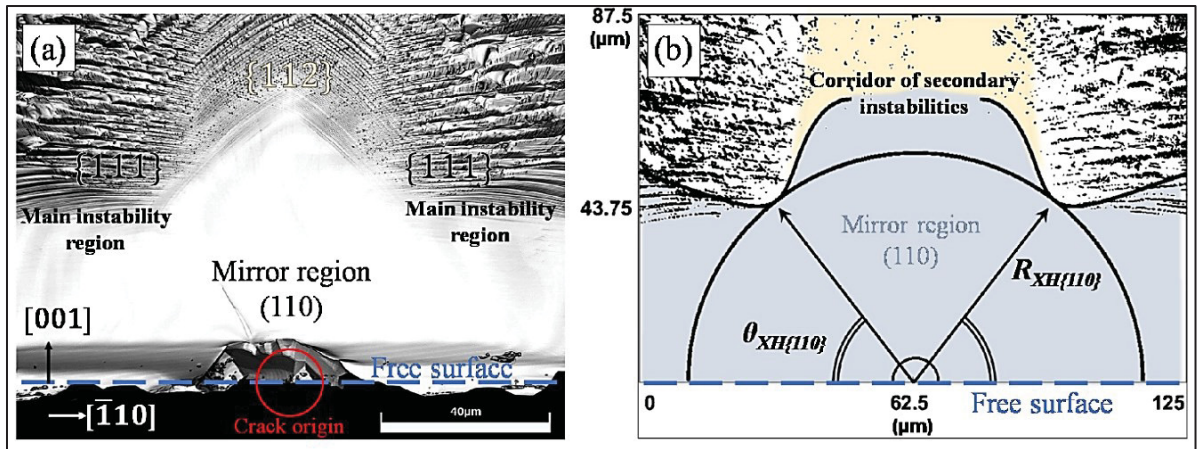 (a)
{112}
{111}
{111}
Main instability
region
Main instability
region
Mirror region
(110)
[001]
Free surface
[1̅10]
Crack origin
40µm
87.5
(µm)
(b)
Corridor of secondary
instabilities
43.75
Mirror region
(110)
R_XH{110}
θ_XH{110}
0
62.5
(µm)
Free surface
125